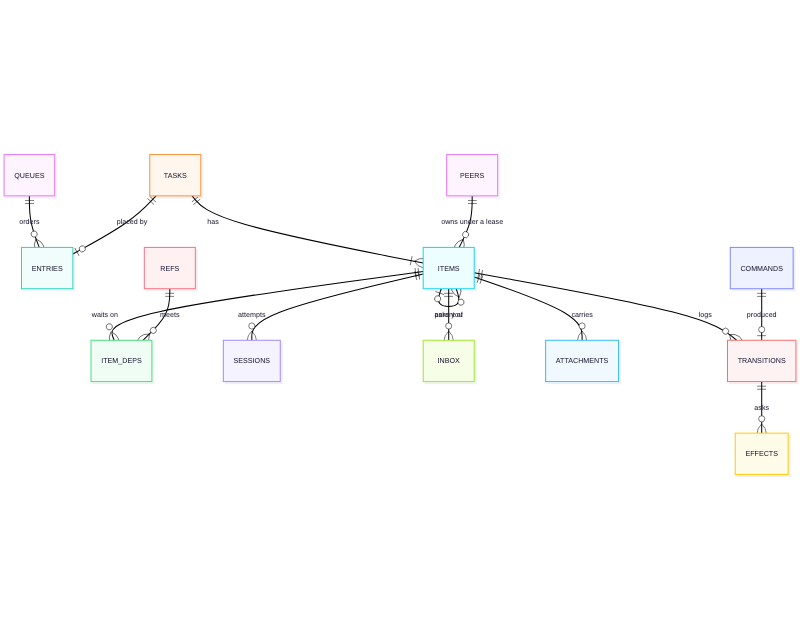 QUEUES
TASKS
PEERS
orders
placed by
has
owns under a lease
ENTRIES
REFS
ITEMS
COMMANDS
waits on
meets
attempts
carries
logs
produced
ITEM_DEPS
SESSIONS
INBOX
ATTACHMENTS
TRANSITIONS
asks
EFFECTS